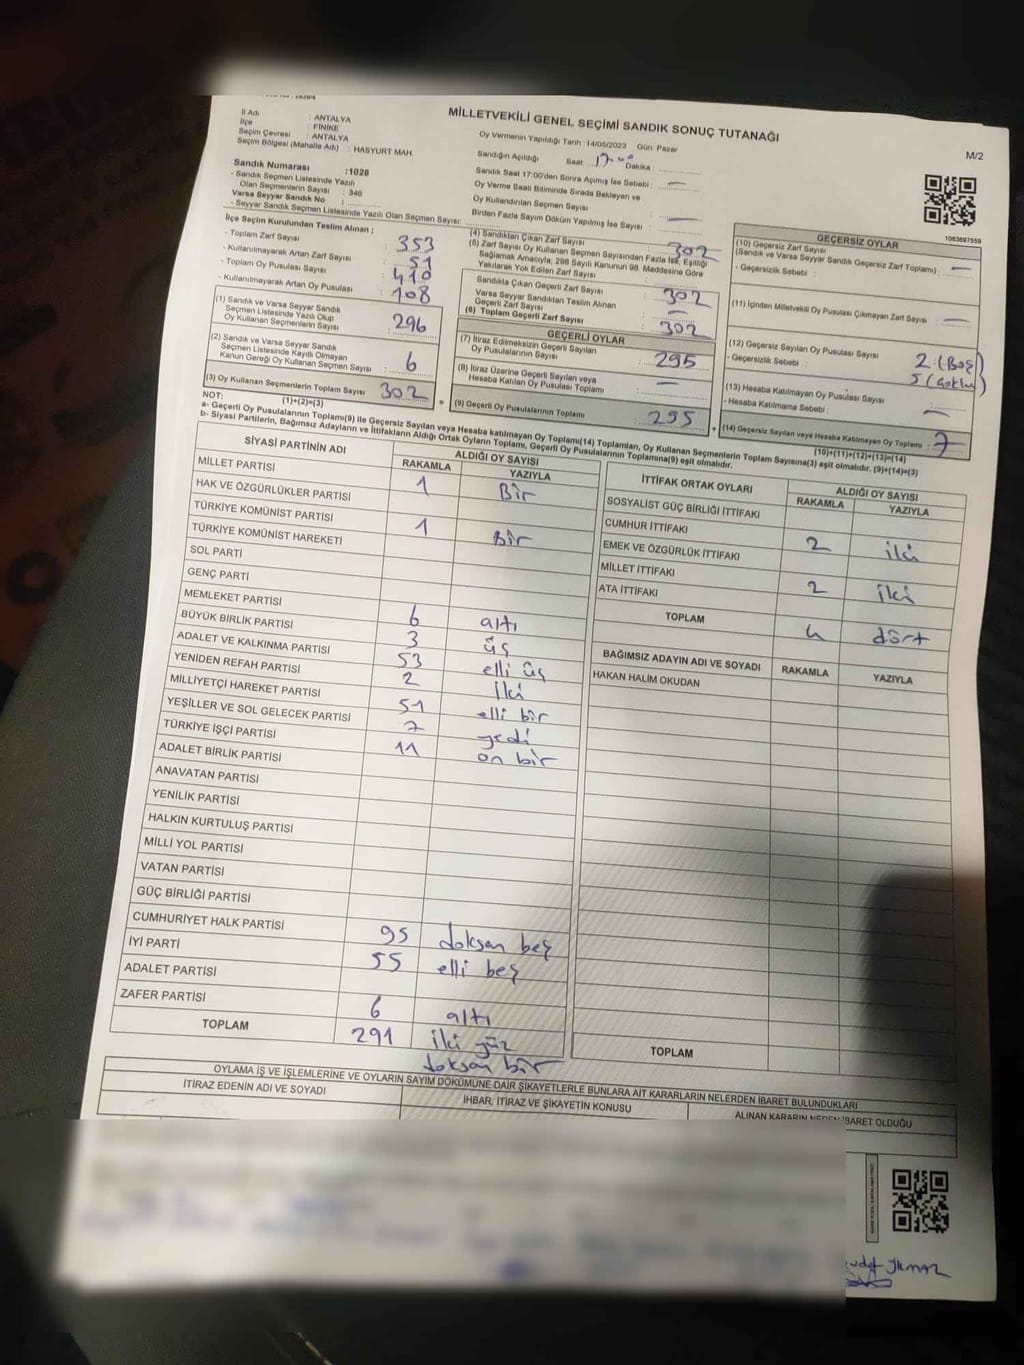 MİLLETVEKİLİ GENEL SEÇİMİ SANDIK SONUÇ TUTANAĞI
M/2
İl Adı : ANTALYA
İlçe : FİNİKE
Seçim Çevresi : ANTALYA
Seçim Bölgesi (Mahalle Adı) : HASYURT MAH.
Oy Vermenin Yapıldığı Tarih : 14/05/2023 Gün: Pazar
Sandığın Açıldığı Saat: 17.00 Dakika :
Sandık Saat 17:00'den Sonra Açılmış İse Sebebi : —
Oy Verme Saati Bitiminde Sırada Bekleyen ve
Oy Kullandırılan Seçmen Sayısı : —
Birden Fazla Sayım Döküm Yapılmış İse Sayısı :
Sandık Numarası :1028
- Sandık Seçmen Listesinde Yazılı
Olan Seçmenlerin Sayısı : 346
Varsa Seyyar Sandık No :
- Seyyar Sandık Seçmen Listesinde Yazılı Olan Seçmen Sayısı:
İlçe Seçim Kurulundan Teslim Alınan ;
- Toplam Zarf Sayısı : 353
- Kullanılmayarak Artan Zarf Sayısı : 51
- Toplam Oy Pusulası Sayısı : 410
- Kullanılmayarak Artan Oy Pusulası : 108
(1) Sandık ve Varsa Seyyar Sandık
Seçmen Listesinde Yazılı Olup
Oy Kullanan Seçmenlerin Sayısı : 296
(2) Sandık ve Varsa Seyyar Sandık
Seçmen Listesinde Kayıtlı Olmayan
Kanun Gereği Oy Kullanan Seçmen Sayısı : 6
(3) Oy Kullanan Seçmenlerin Toplam Sayısı : 302
(1)+(2)=(3)
(4) Sandıktan Çıkan Zarf Sayısı : 302
(5) Zarf Sayısı Oy Kullanan Seçmen Sayısından Fazla İse, Eşitliği
Sağlamak Amacıyla; 298 Sayılı Kanunun 98. Maddesine Göre
Yakılarak Yok Edilen Zarf Sayısı :
Sandıkta Çıkan Geçerli Zarf Sayısı : 302
Varsa Seyyar Sandıktan Teslim Alınan
Geçerli Zarf Sayısı : —
(6) Toplam Geçerli Zarf Sayısı : 302
GEÇERLİ OYLAR
(7) İtiraz Edilmeksizin Geçerli Sayılan
Oy Pusulalarının Sayısı : 295
(8) İtiraz Üzerine Geçerli Sayılan veya
Hesaba Katılan Oy Pusulası Toplamı : —
(9) Geçerli Oy Pusulalarının Toplamı : 295
1083697559
GEÇERSİZ OYLAR
(10) Geçersiz Zarf Sayısı
(Sandık ve Varsa Seyyar Sandık Geçersiz Zarf Toplamı) : —
- Geçersizlik Sebebi :
(11) İçinden Milletvekili Oy Pusulası Çıkmayan Zarf Sayısı : —
(12) Geçersiz Sayılan Oy Pusulası Sayısı : 2 (Boş)
- Geçersizlik Sebebi : 5 (Çoklu)
(13) Hesaba Katılmayan Oy Pusulası Sayısı : —
- Hesaba Katılmama Sebebi :
(14) Geçersiz Sayılan veya Hesaba Katılmayan Oy Toplamı : 7
(10)+(11)+(12)+(13)=(14)
NOT:
a- Geçerli Oy Pusulalarının Toplamı(9) ile Geçersiz Sayılan veya Hesaba katılmayan Oy Toplamı(14) Toplamları, Oy Kullanan Seçmenlerin Toplam Sayısına(3) eşit olmalıdır. (9)+(14)=(3)
b- Siyasi Partilerin, Bağımsız Adayların ve İttifakların Aldığı Ortak Oyların Toplamı, Geçerli Oy Pusulalarının Toplamına(9) eşit olmalıdır.
SİYASİ PARTİNİN ADI ALDIĞI OY SAYISI
RAKAMLA YAZIYLA
MİLLET PARTİSİ 1 Bir
HAK VE ÖZGÜRLÜKLER PARTİSİ
TÜRKİYE KOMÜNİST PARTİSİ 1 Bir
TÜRKİYE KOMÜNİST HAREKETİ
SOL PARTİ
GENÇ PARTİ
MEMLEKET PARTİSİ 6 altı
BÜYÜK BİRLİK PARTİSİ 3 üç
ADALET VE KALKINMA PARTİSİ 53 elli üç
YENİDEN REFAH PARTİSİ 2 iki
MİLLİYETÇİ HAREKET PARTİSİ 51 elli bir
YEŞİLLER VE SOL GELECEK PARTİSİ 7 yedi
TÜRKİYE İŞÇİ PARTİSİ 11 on bir
ADALET BİRLİK PARTİSİ
ANAVATAN PARTİSİ
YENİLİK PARTİSİ
HALKIN KURTULUŞ PARTİSİ
MİLLİ YOL PARTİSİ
VATAN PARTİSİ
GÜÇ BİRLİĞİ PARTİSİ
CUMHURİYET HALK PARTİSİ 95 doksan beş
İYİ PARTİ 55 elli beş
ADALET PARTİSİ
ZAFER PARTİSİ 6 altı
TOPLAM 291 iki yüz
doksan bir
İTTİFAK ORTAK OYLARI ALDIĞI OY SAYISI
RAKAMLA YAZIYLA
SOSYALİST GÜÇ BİRLİĞİ İTTİFAKI
CUMHUR İTTİFAKI 2 iki
EMEK VE ÖZGÜRLÜK İTTİFAKI
MİLLET İTTİFAKI 2 iki
ATA İTTİFAKI
TOPLAM 4 dört
BAĞIMSIZ ADAYIN ADI VE SOYADI RAKAMLA YAZIYLA
HAKAN HALİM OKUDAN
TOPLAM
OYLAMA İŞ VE İŞLEMLERİNE VE OYLARIN SAYIM DÖKÜMÜNE DAİR ŞİKAYETLERLE BUNLARA AİT KARARLARIN NELERDEN İBARET BULUNDUKLARI
İTİRAZ EDENİN ADI VE SOYADI
İHBAR, İTİRAZ VE ŞİKAYETİN KONUSU
ALINAN KARARIN NEDEN İBARET OLDUĞU
YILMAZ